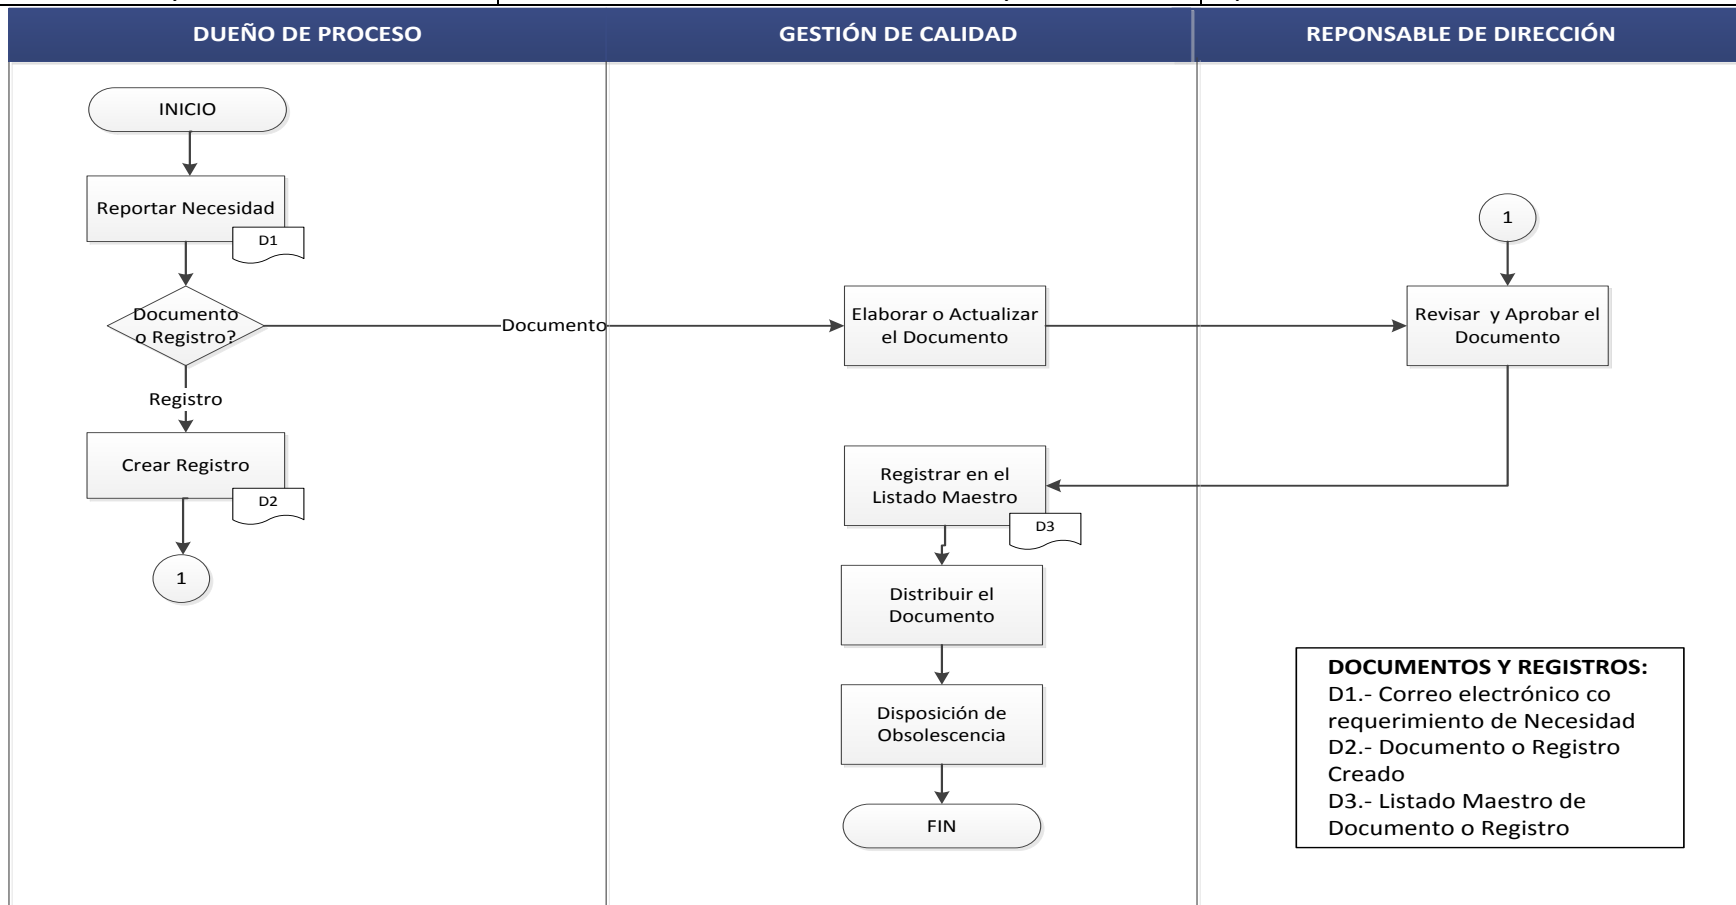 DUEÑO DE PROCESO
GESTIÓN DE CALIDAD
REPONSABLE DE DIRECCIÓN
INICIO
Reportar Necesidad
D1
Documento
o Registro?
Documento
Registro
Crear Registro
D2
1
Elaborar o Actualizar
el Documento
1
Revisar y Aprobar el
Documento
Registrar en el
Listado Maestro
D3
Distribuir el
Documento
Disposición de
Obsolescencia
FIN
DOCUMENTOS Y REGISTROS:
D1.- Correo electrónico co
requerimiento de Necesidad
D2.- Documento o Registro
Creado
D3.- Listado Maestro de
Documento o Registro